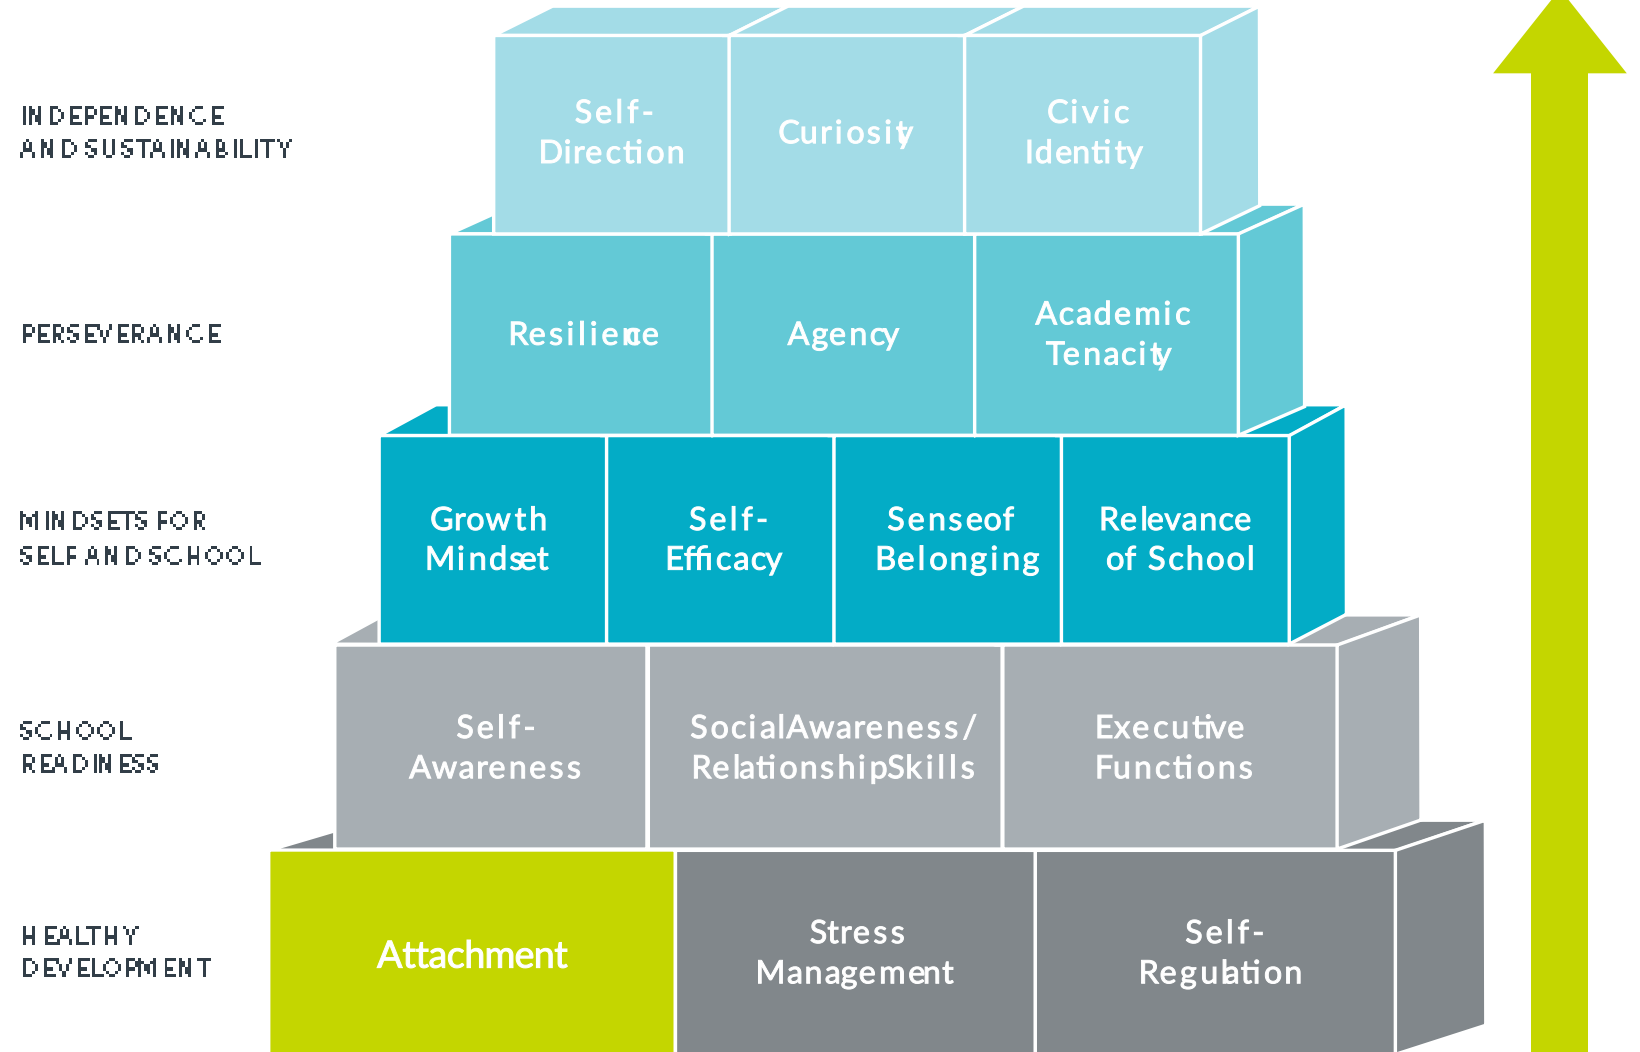 INDEPENDENCE
AND SUSTAINABILITY
Self-
Direction
Curiosity
Civic
Identity
PERSEVERANCE
Resilience
Agency
Academic
Tenacity
MINDSETS FOR
SELF AND SCHOOL
Growth
Mindset
Self-
Efficacy
Sense of
Belonging
Relevance
of School
SCHOOL
READINESS
Self-
Awareness
Social Awareness/
Relationship Skills
Executive
Functions
HEALTHY
DEVELOPMENT
Attachment
Stress
Management
Self-
Regulation